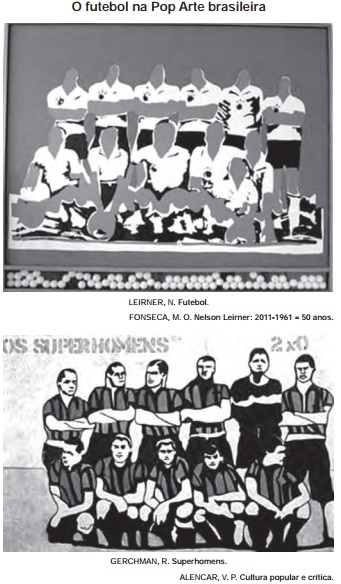 O futebol na Pop Arte brasileira
LEIRNER, N. Futebol.
FONSECA, M. O. Nelson Leirner: 2011-1961 = 50 anos.
OS SUPERHOMENS 2x0
GERCHMAN, R. Superhomens.
ALENCAR, V. P. Cultura popular e crítica.